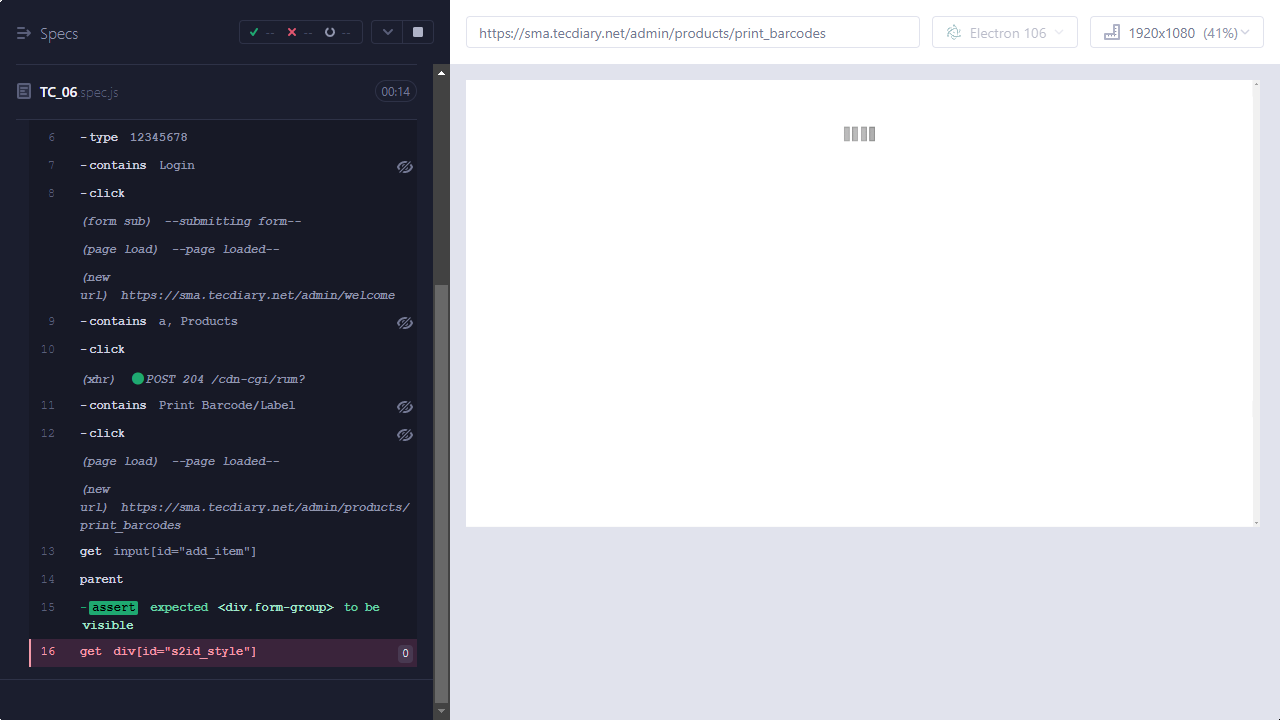 Specs
--
--
--
https://sma.tecdiary.net/admin/products/print_barcodes
Electron 106
1920x1080 (41%)
TC_06 spec.js
00:14
6 -type 12345678
7 -contains Login
8 -click
(form sub) --submitting form--
(page load) --page loaded--
(new
url) https://sma.tecdiary.net/admin/welcome
9 -contains a, Products
10 -click
(xhr) POST 204 /cdn-cgi/rum?
11 -contains Print Barcode/Label
12 -click
(page load) --page loaded--
(new
url) https://sma.tecdiary.net/admin/products/
print_barcodes
13 get input[id="add_item"]
14 parent
15 -assert expected <div.form-group> to be
visible
16 get div[id="s2id_style"] 0